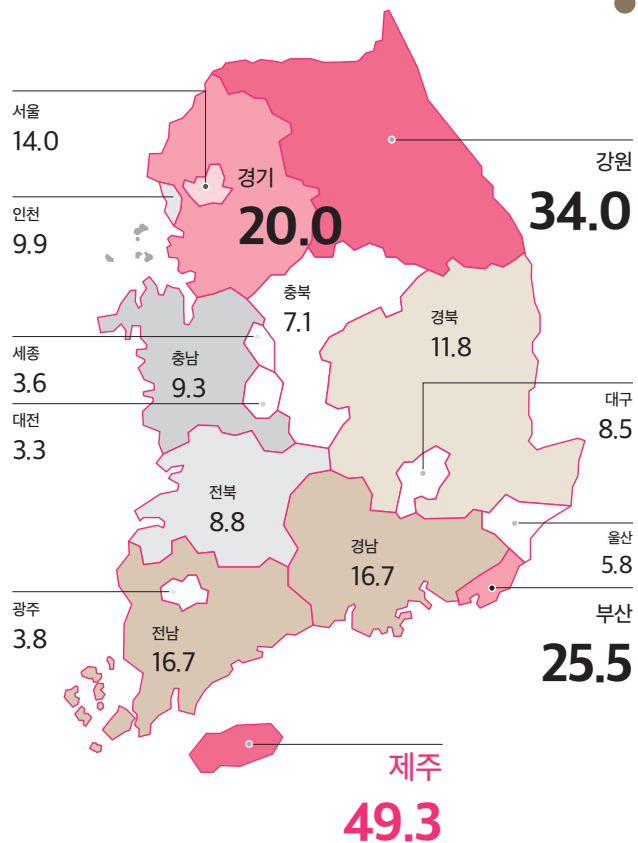 서울
14.0
인천
9.9
경기
20.0
강원
34.0
충북
7.1
경북
11.8
세종
3.6
충남
9.3
대전
3.3
대구
8.5
전북
8.8
경남
16.7
울산
5.8
광주
3.8
전남
16.7
부산
25.5
제주
49.3